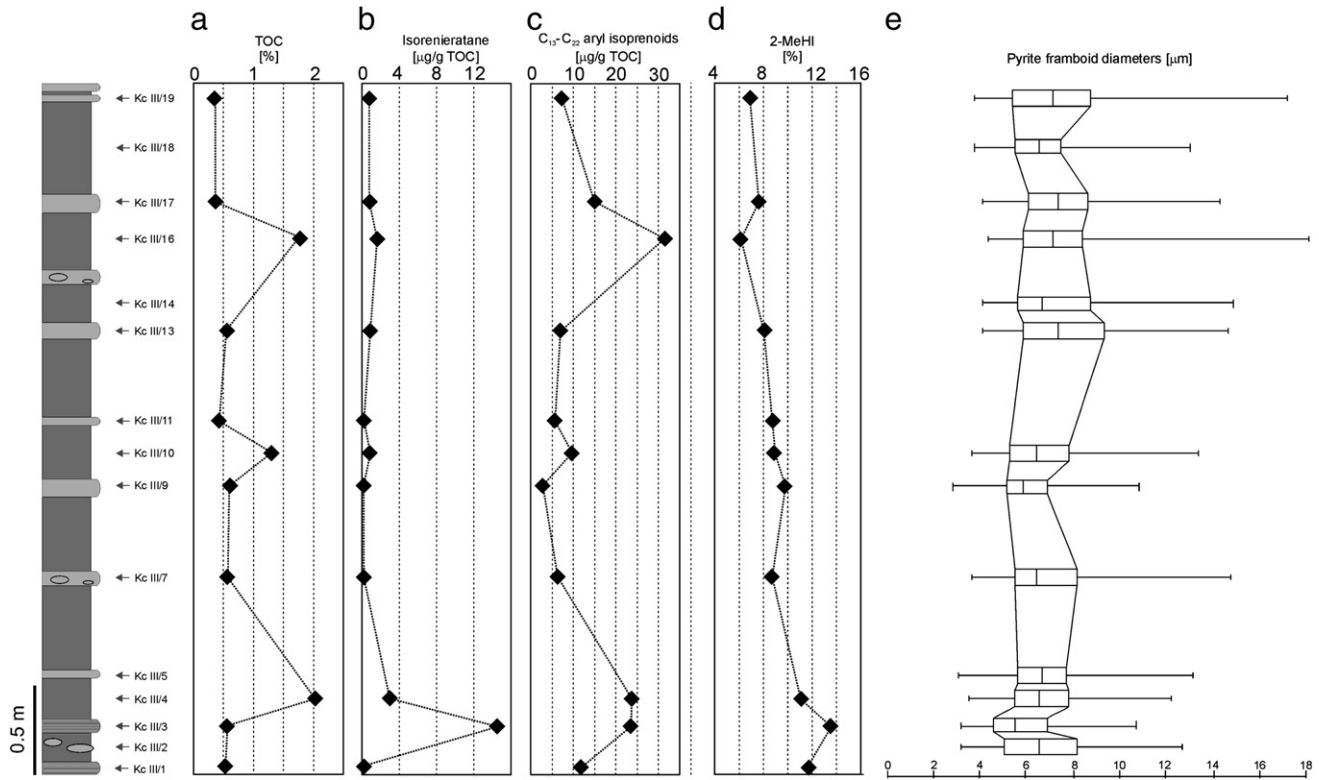 a
b
c
d
e
TOC
[%]
Isorenieratane
[µg/g TOC]
C₁₃-C₂₂ aryl isoprenoids
[µg/g TOC]
2-MeHI
[%]
Pyrite framboid diameters [µm]
0 1 2
0 4 8 12
0 10 20 30
4 8 12 16
Kc III/19
Kc III/18
Kc III/17
Kc III/16
Kc III/14
Kc III/13
Kc III/11
Kc III/10
Kc III/9
Kc III/7
Kc III/5
Kc III/4
Kc III/3
Kc III/2
Kc III/1
0.5 m
0 2 4 6 8 10 12 14 16 18